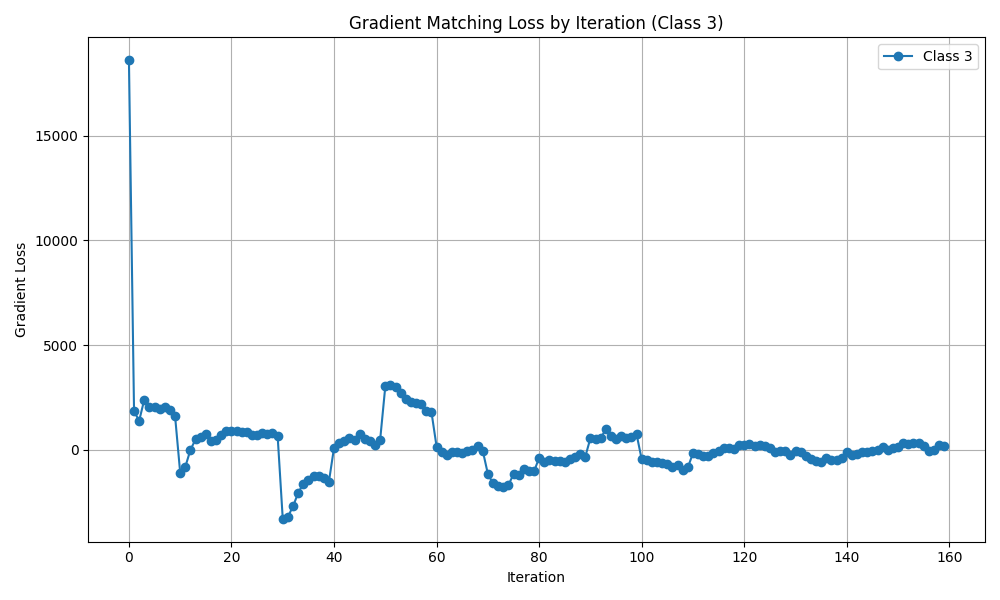 Gradient Matching Loss by Iteration (Class 3)
Class 3
Gradient Loss
15000
10000
5000
0
0 20 40 60 80 100 120 140 160
Iteration